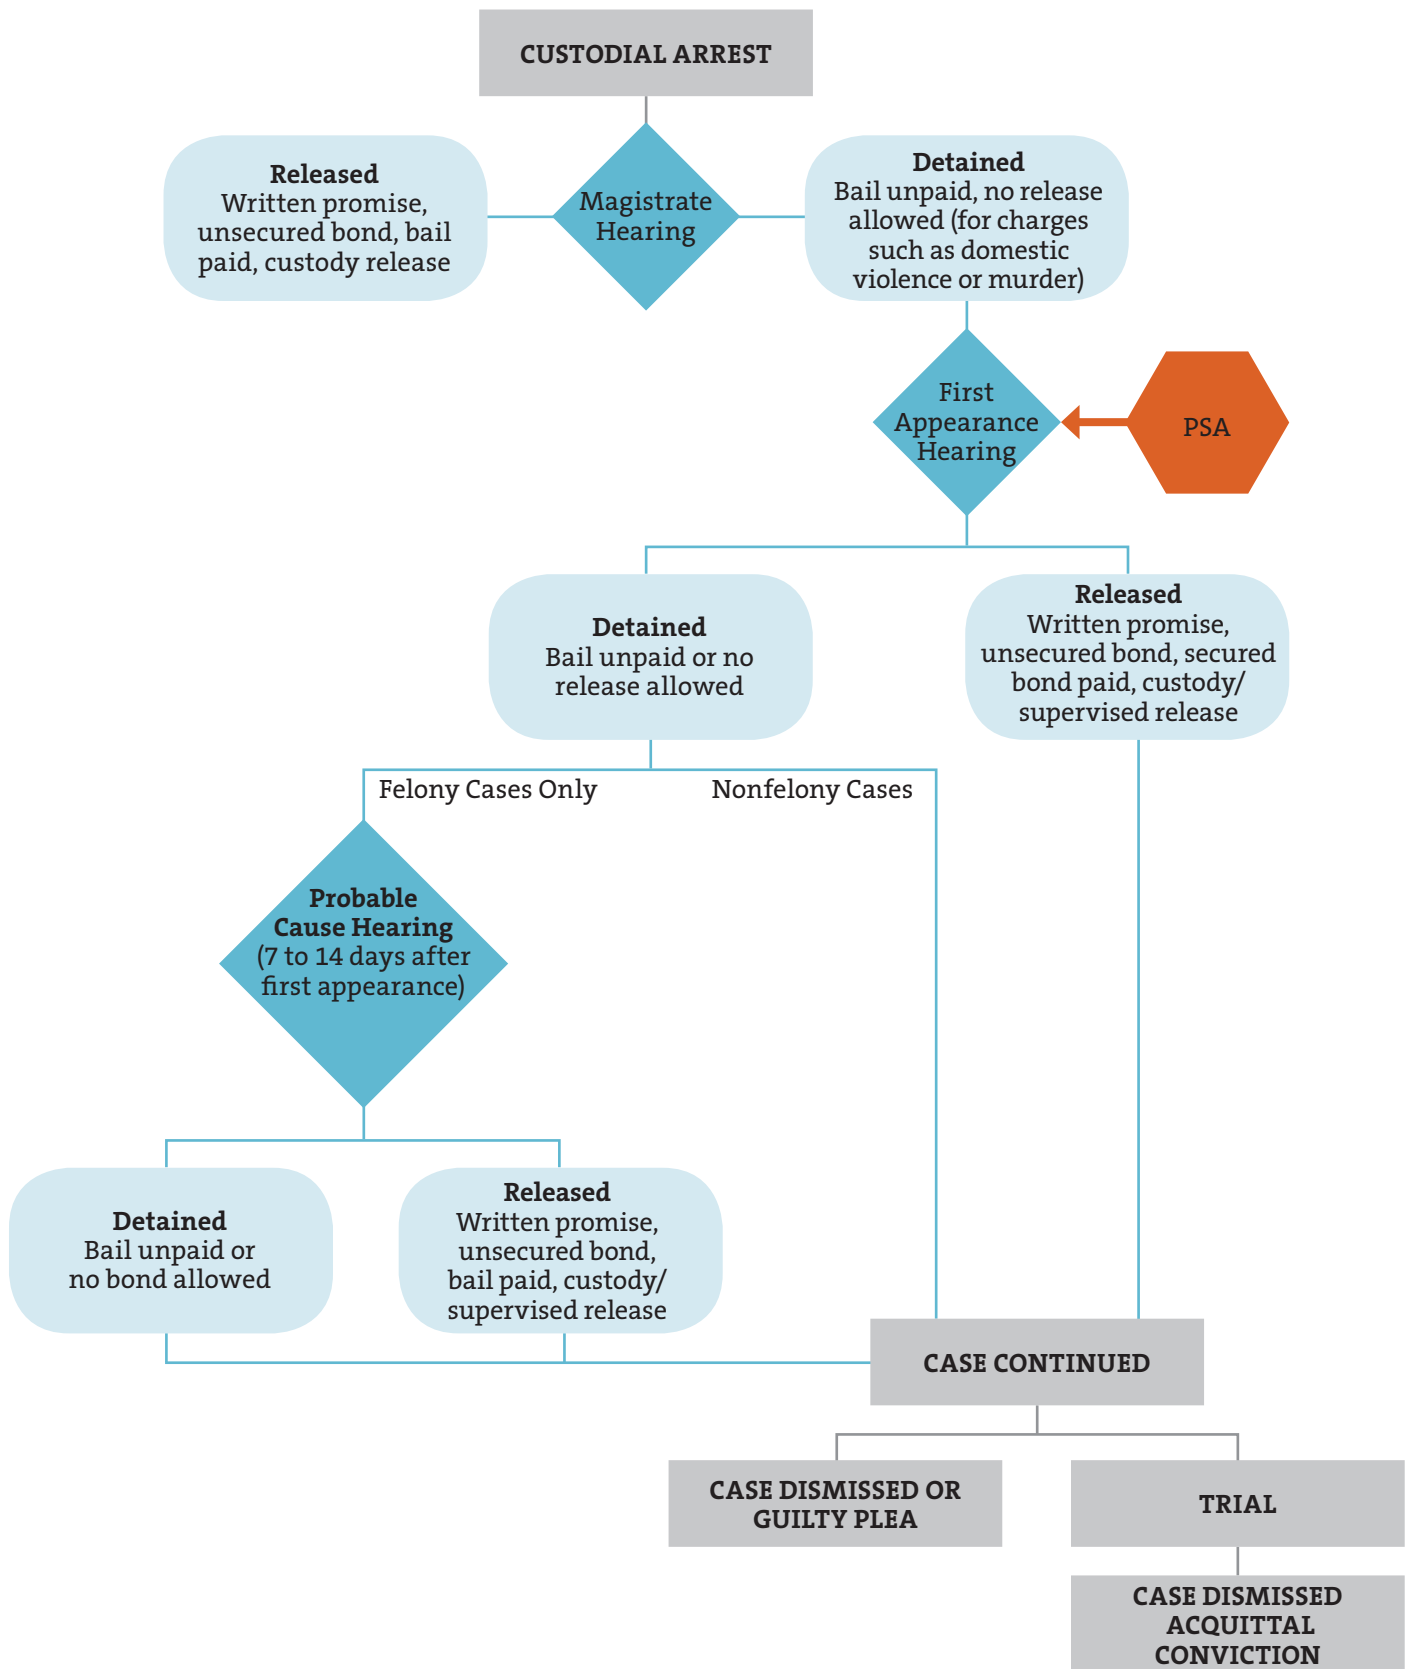 CUSTODIAL ARREST
Released
Written promise,
unsecured bond, bail
paid, custody release
Magistrate
Hearing
Detained
Bail unpaid, no release
allowed (for charges
such as domestic
violence or murder)
First
Appearance
Hearing
PSA
Detained
Bail unpaid or no
release allowed
Released
Written promise,
unsecured bond, secured
bond paid, custody/
supervised release
Felony Cases Only
Nonfelony Cases
Probable
Cause Hearing
(7 to 14 days after
first appearance)
Detained
Bail unpaid or
no bond allowed
Released
Written promise,
unsecured bond,
bail paid, custody/
supervised release
CASE CONTINUED
CASE DISMISSED OR
GUILTY PLEA
TRIAL
CASE DISMISSED
ACQUITTAL
CONVICTION